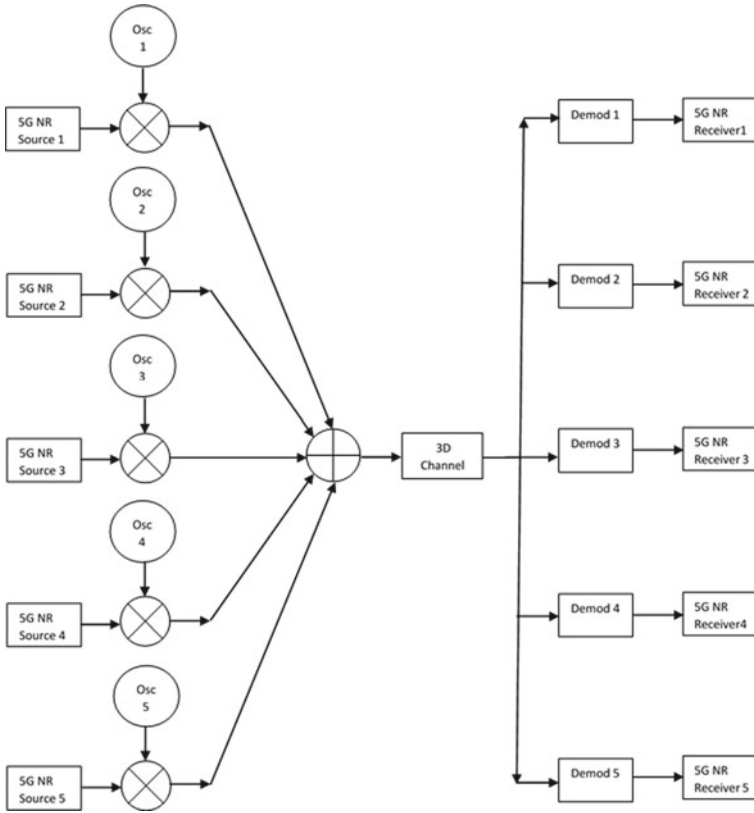 Osc
1
5G NR
Source 1
Demod 1
5G NR
Receiver1
Osc
2
5G NR
Source 2
Demod 2
5G NR
Receiver 2
Osc
3
5G NR
Source 3
3D
Channel
Demod 3
5G NR
Receiver 3
Osc
4
5G NR
Source 4
Demod 4
5G NR
Receiver4
Osc
5
5G NR
Source 5
Demod 5
5G NR
Receiver 5